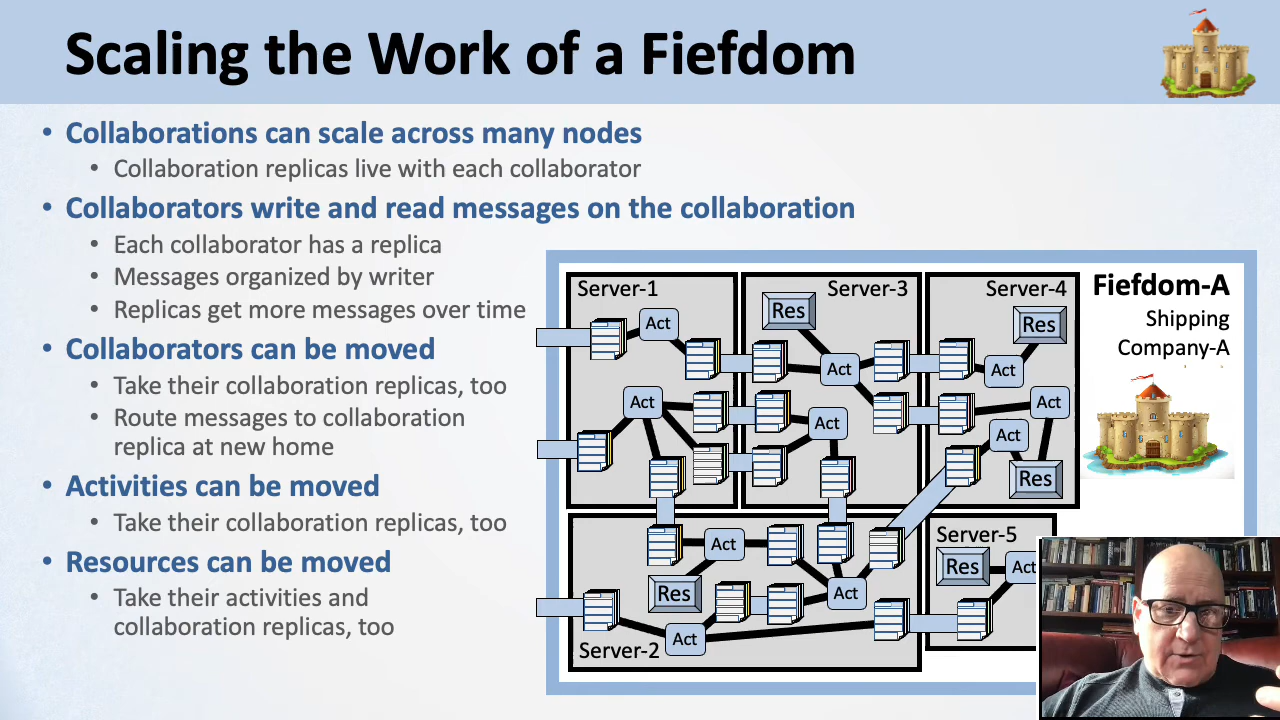 Scaling the Work of a Fiefdom
• Collaborations can scale across many nodes
• Collaboration replicas live with each collaborator
• Collaborators write and read messages on the collaboration
• Each collaborator has a replica
• Messages organized by writer
• Replicas get more messages over time
• Collaborators can be moved
• Take their collaboration replicas, too
• Route messages to collaboration
replica at new home
• Activities can be moved
• Take their collaboration replicas, too
• Resources can be moved
• Take their activities and
collaboration replicas, too
Server-1
Act
Act
Server-3
Res
Act
Act
Server-4
Res
Act
Act
Act
Res
Fiefdom-A
Shipping
Company-A
Act
Res
Act
Act
Server-2
Server-5
Res
Act